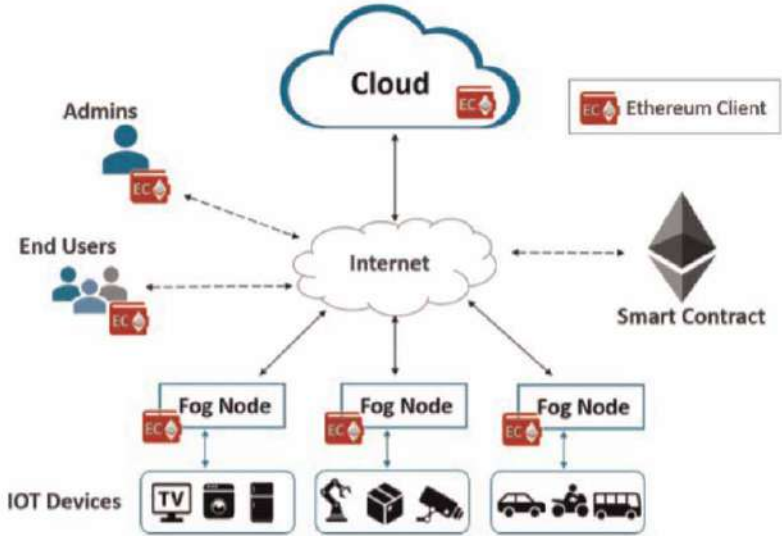 Cloud
EC
EC Ethereum Client
Admins
EC
End Users
EC
Internet
Smart Contract
Fog Node
EC
Fog Node
EC
Fog Node
EC
IOT Devices
TV